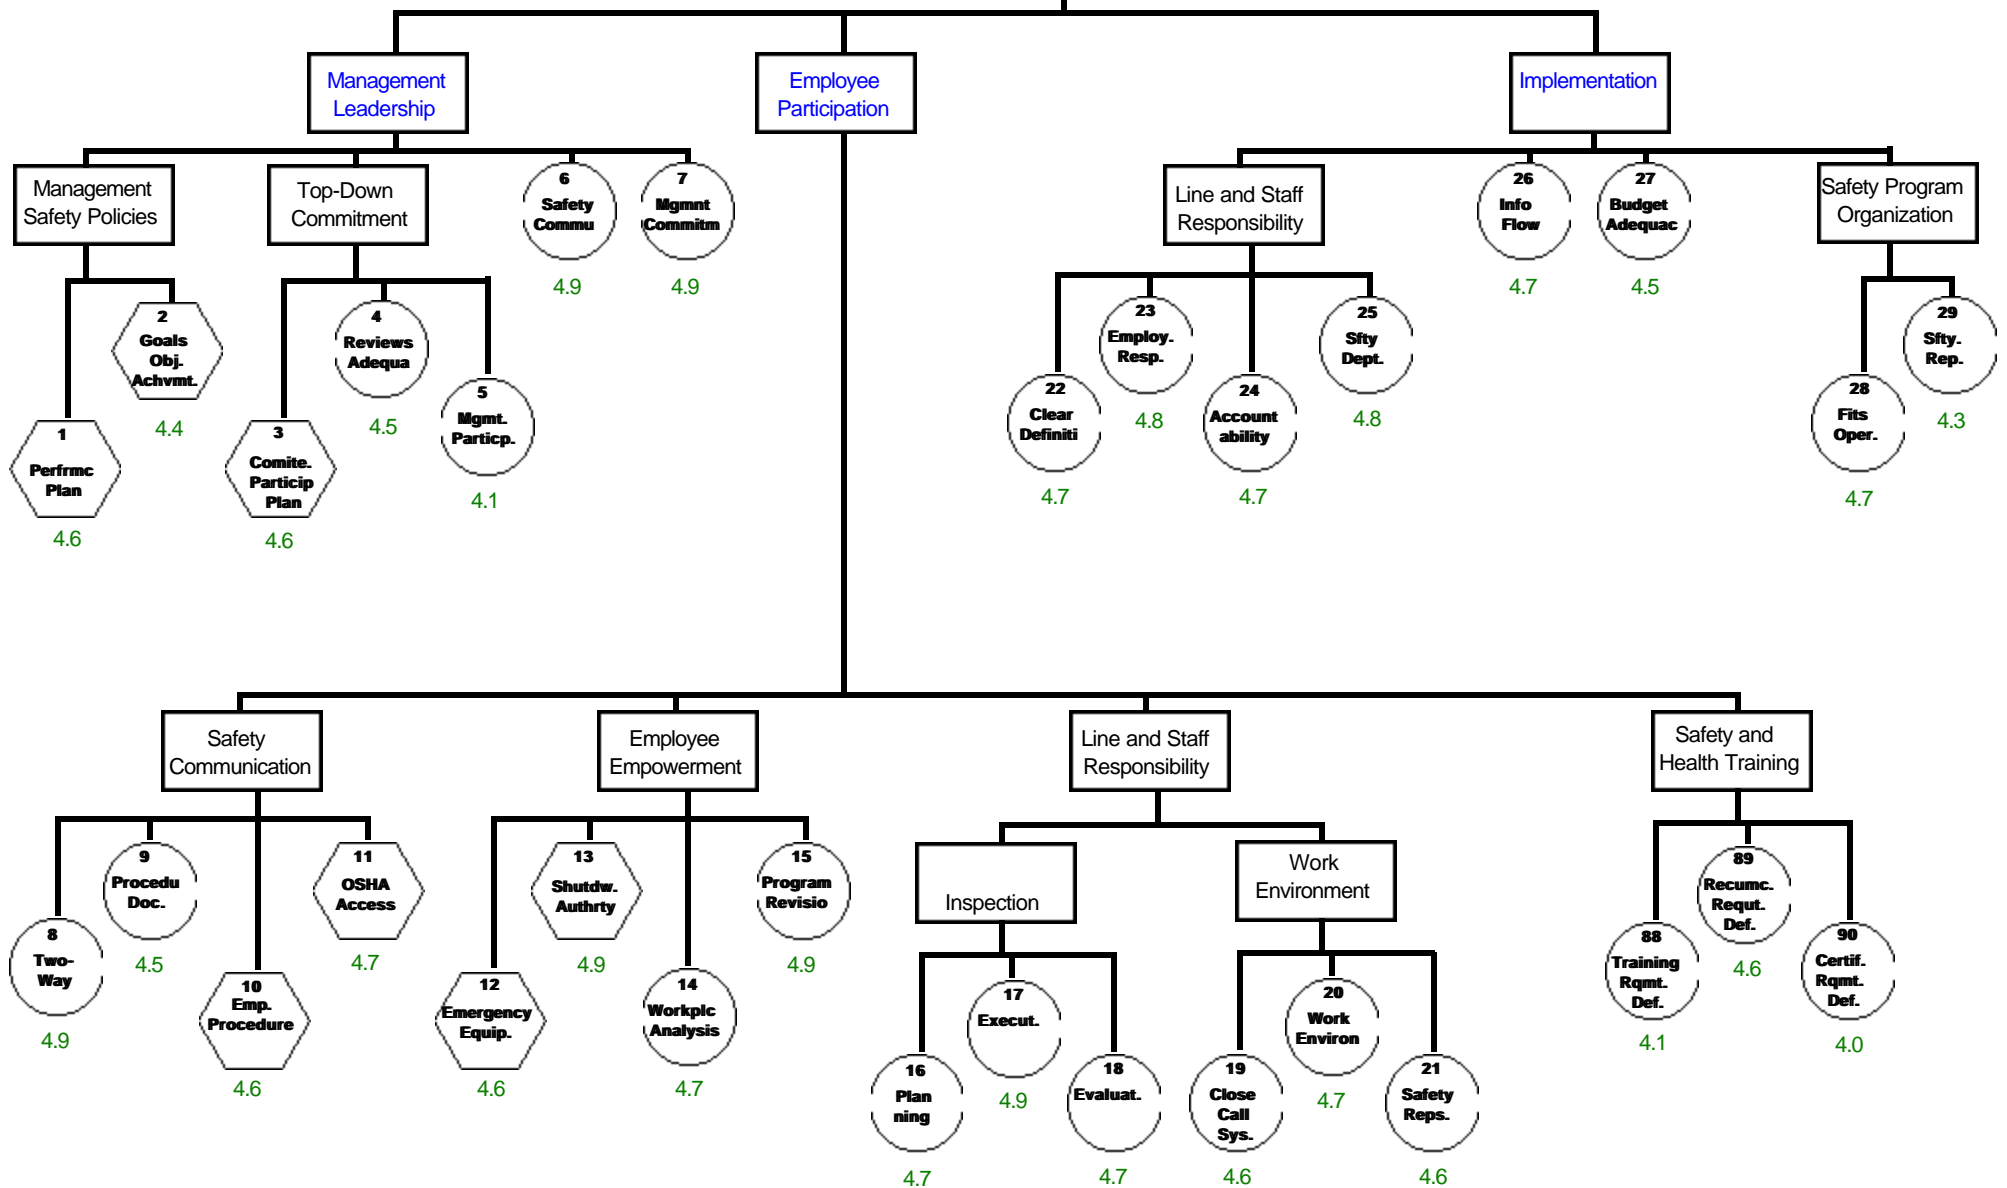 Management
Leadership
Employee
Participation
Implementation
Management
Safety Policies
Top-Down
Commitment
6
Safety
Commu
4.9
7
Mgmnt
Commitm
4.9
Line and Staff
Responsibility
26
Info
Flow
4.7
27
Budget
Adequac
4.5
Safety Program
Organization
1
Perfrmc
Plan
4.6
2
Goals
Obj.
Achvmt.
4.4
3
Comite.
Particip
Plan
4.6
4
Reviews
Adequa
4.5
5
Mgmt.
Particp.
4.1
22
Clear
Definiti
4.7
23
Employ.
Resp.
4.8
24
Account
ability
4.7
25
Sfty
Dept.
4.8
28
Fits
Oper.
4.7
29
Sfty.
Rep.
4.3
Safety
Communication
Employee
Empowerment
Line and Staff
Responsibility
Safety and
Health Training
8
Two-
Way
4.9
9
Procedu
Doc.
4.5
10
Emp.
Procedure
4.6
11
OSHA
Access
4.7
12
Emergency
Equip.
4.6
13
Shutdw.
Authrty
4.9
14
Workplc
Analysis
4.7
15
Program
Revisio
4.9
Inspection
Work
Environment
16
Plan
ning
4.7
17
Execut.
4.9
18
Evaluat.
4.7
19
Close
Call
Sys.
4.6
20
Work
Environ
4.7
21
Safety
Reps.
4.6
88
Training
Rqmt.
Def.
4.1
89
Recumc.
Requt.
Def.
4.6
90
Certif.
Rqmt.
Def.
4.0